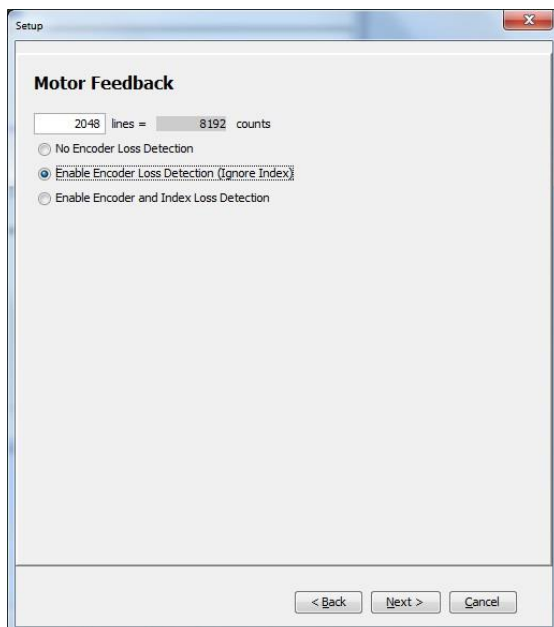 Setup
Motor Feedback
2048 lines = 8192 counts
No Encoder Loss Detection
Enable Encoder Loss Detection (Ignore Index)
Enable Encoder and Index Loss Detection
< Back Next > Cancel